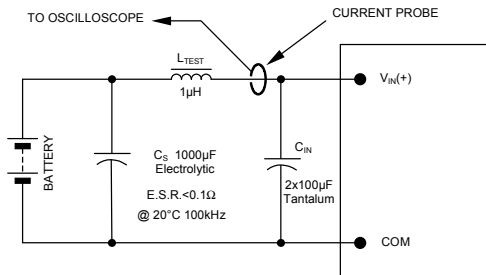 TO OSCILLOSCOPE
CURRENT PROBE
LTEST
1µH
VIN(+)
BATTERY
CS 1000µF
Electrolytic
E.S.R.<0.1Ω
@ 20°C 100kHz
CIN
2x100µF
Tantalum
COM